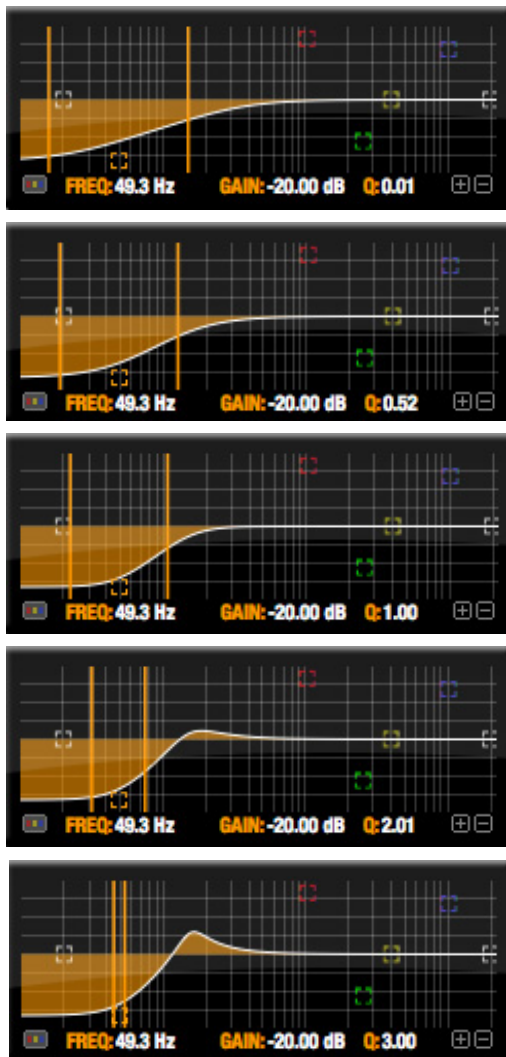 FREQ: 49.3 Hz GAIN: -20.00 dB Q: 0.01
FREQ: 49.3 Hz GAIN: -20.00 dB Q: 0.52
FREQ: 49.3 Hz GAIN: -20.00 dB Q: 1.00
FREQ: 49.3 Hz GAIN: -20.00 dB Q: 2.01
FREQ: 49.3 Hz GAIN: -20.00 dB Q: 3.00